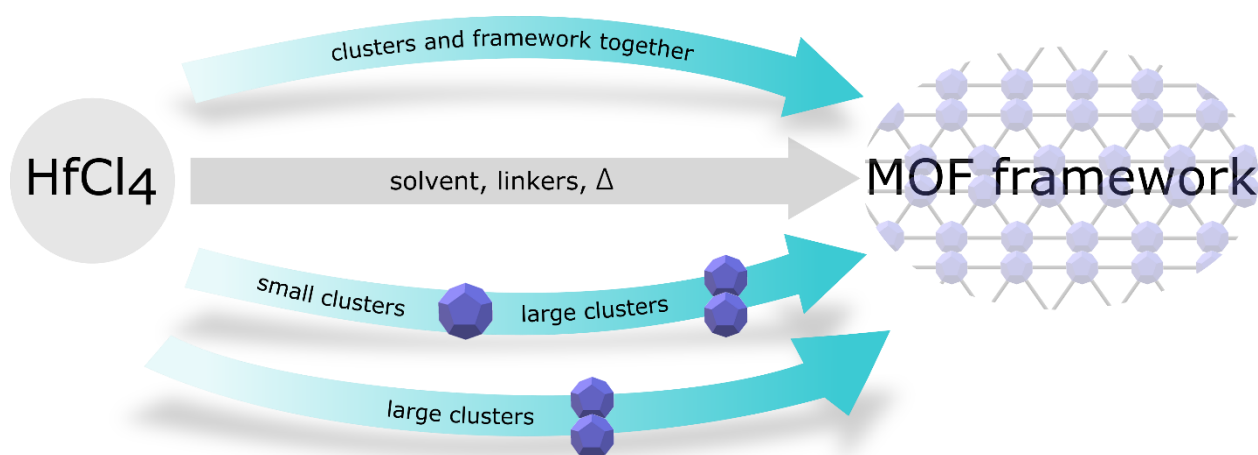 clusters and framework together
HfCl4
solvent, linkers, Δ
MOF framework
small clusters
large clusters
large clusters